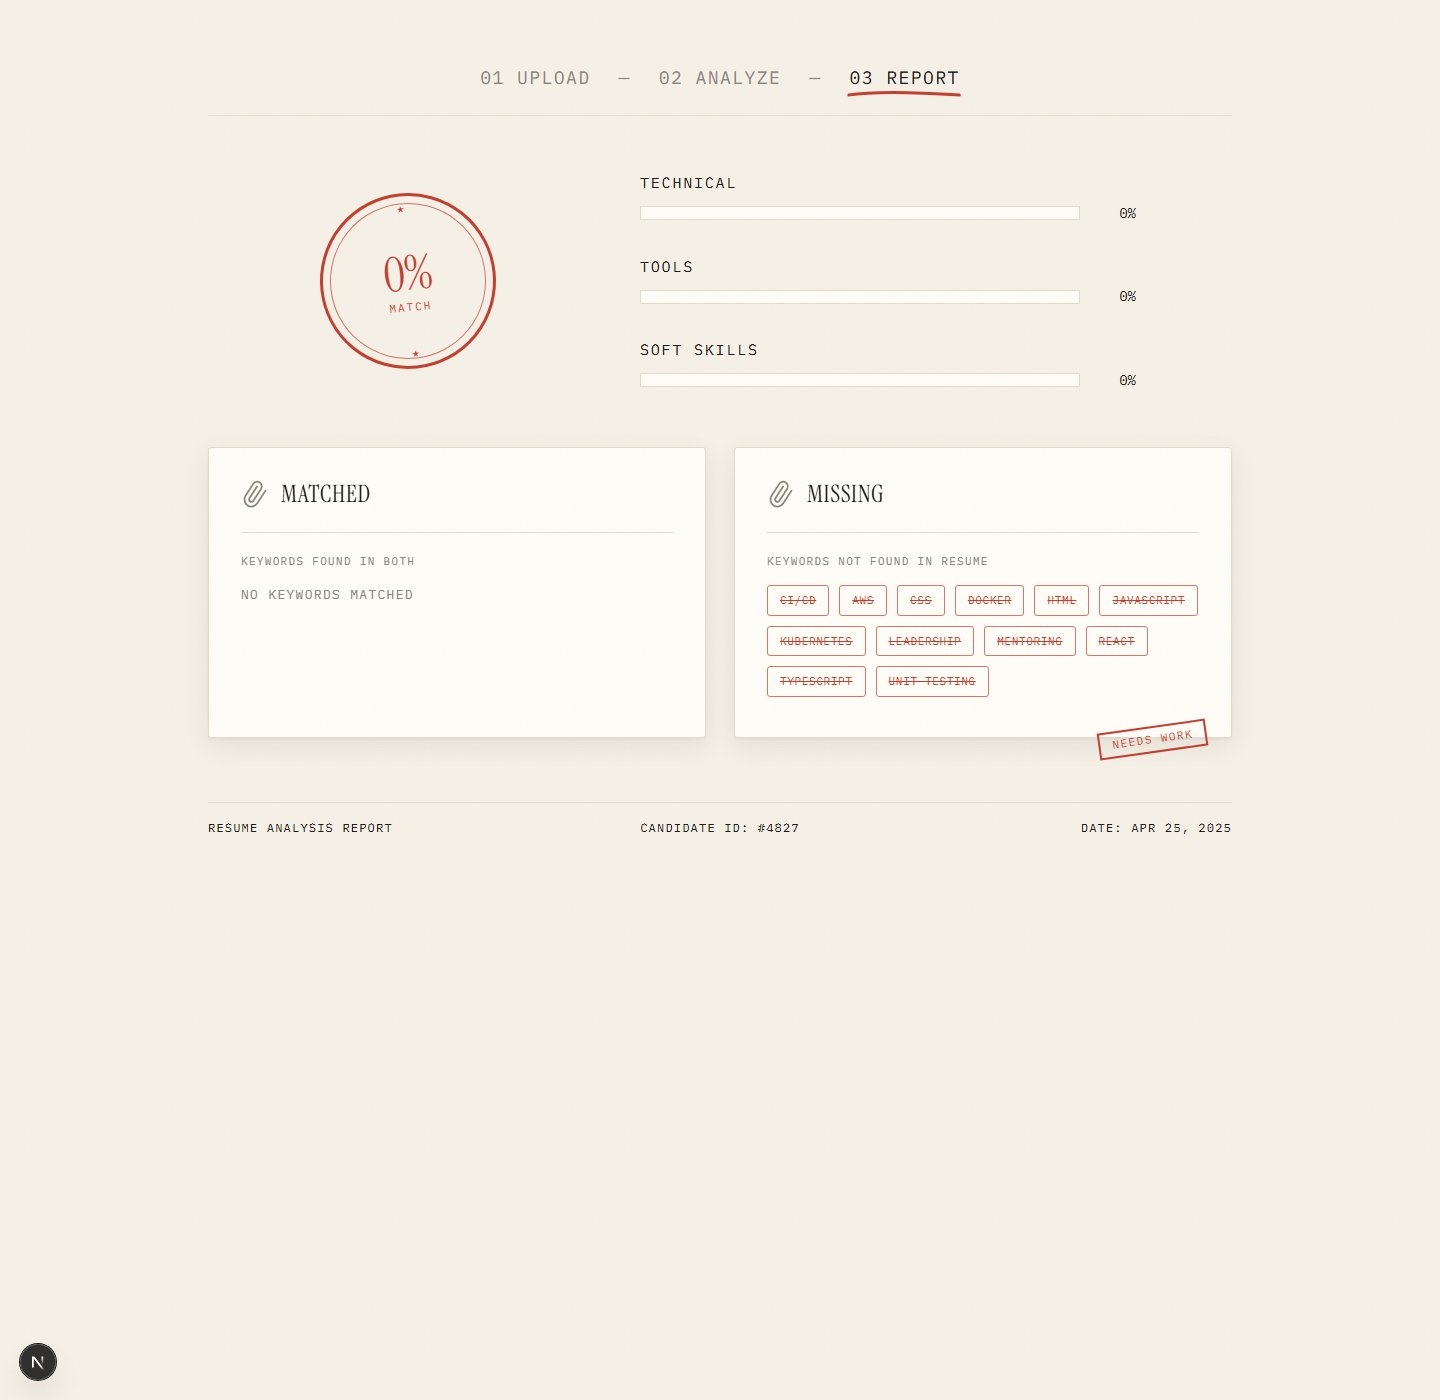 01 UPLOAD — 02 ANALYZE — 03 REPORT
TECHNICAL
0%
TOOLS
0%
SOFT SKILLS
0%
★
0%
MATCH
★
MATCHED
KEYWORDS FOUND IN BOTH
NO KEYWORDS MATCHED
MISSING
KEYWORDS NOT FOUND IN RESUME
CI/CD AWS CSS DOCKER HTML JAVASCRIPT
KUBERNETES LEADERSHIP MENTORING REACT
TYPESCRIPT UNIT TESTING
NEEDS WORK
RESUME ANALYSIS REPORT CANDIDATE ID: #4827 DATE: APR 25, 2025
N